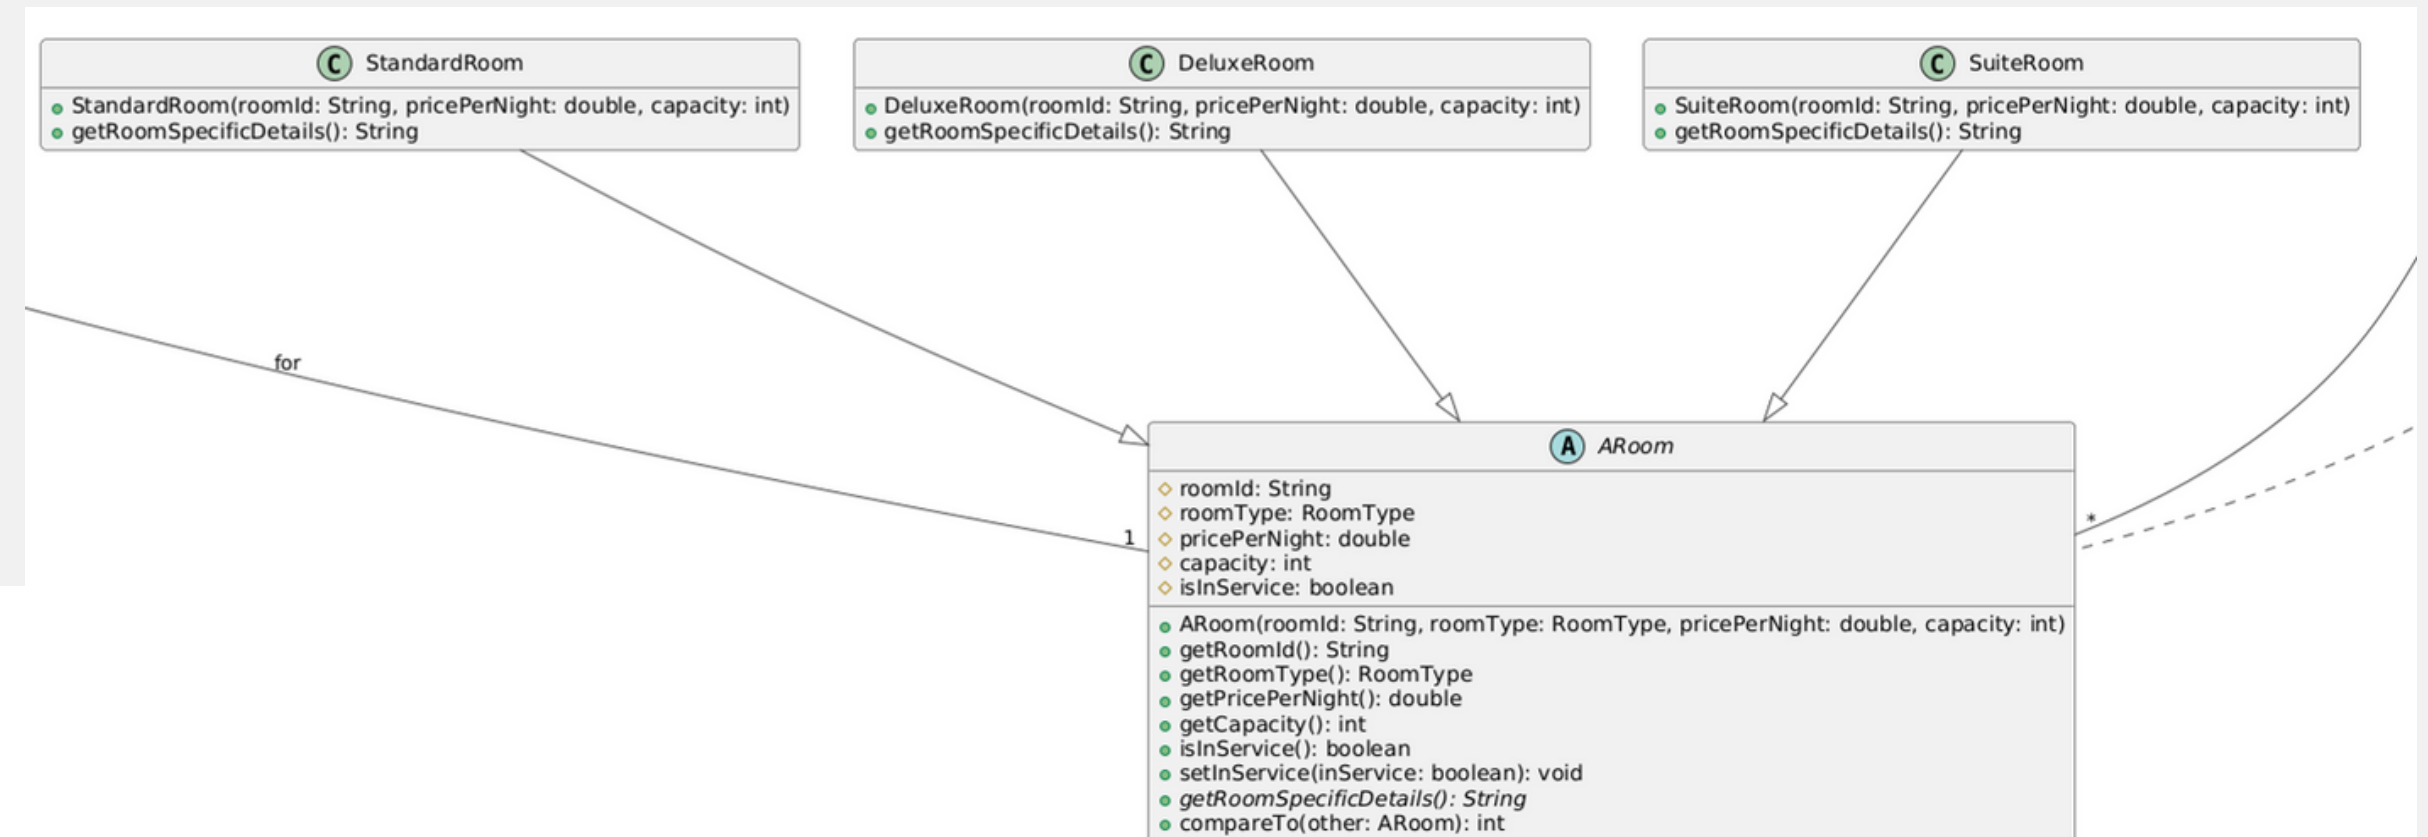 C StandardRoom
StandardRoom(roomId: String, pricePerNight: double, capacity: int)
getRoomSpecificDetails(): String
C DeluxeRoom
DeluxeRoom(roomId: String, pricePerNight: double, capacity: int)
getRoomSpecificDetails(): String
C SuiteRoom
SuiteRoom(roomId: String, pricePerNight: double, capacity: int)
getRoomSpecificDetails(): String
for
1
*
A ARoom
roomId: String
roomType: RoomType
pricePerNight: double
capacity: int
isInService: boolean
ARoom(roomId: String, roomType: RoomType, pricePerNight: double, capacity: int)
getRoomId(): String
getRoomType(): RoomType
getPricePerNight(): double
getCapacity(): int
isInService(): boolean
setInService(inService: boolean): void
getRoomSpecificDetails(): String
compareTo(other: ARoom): int